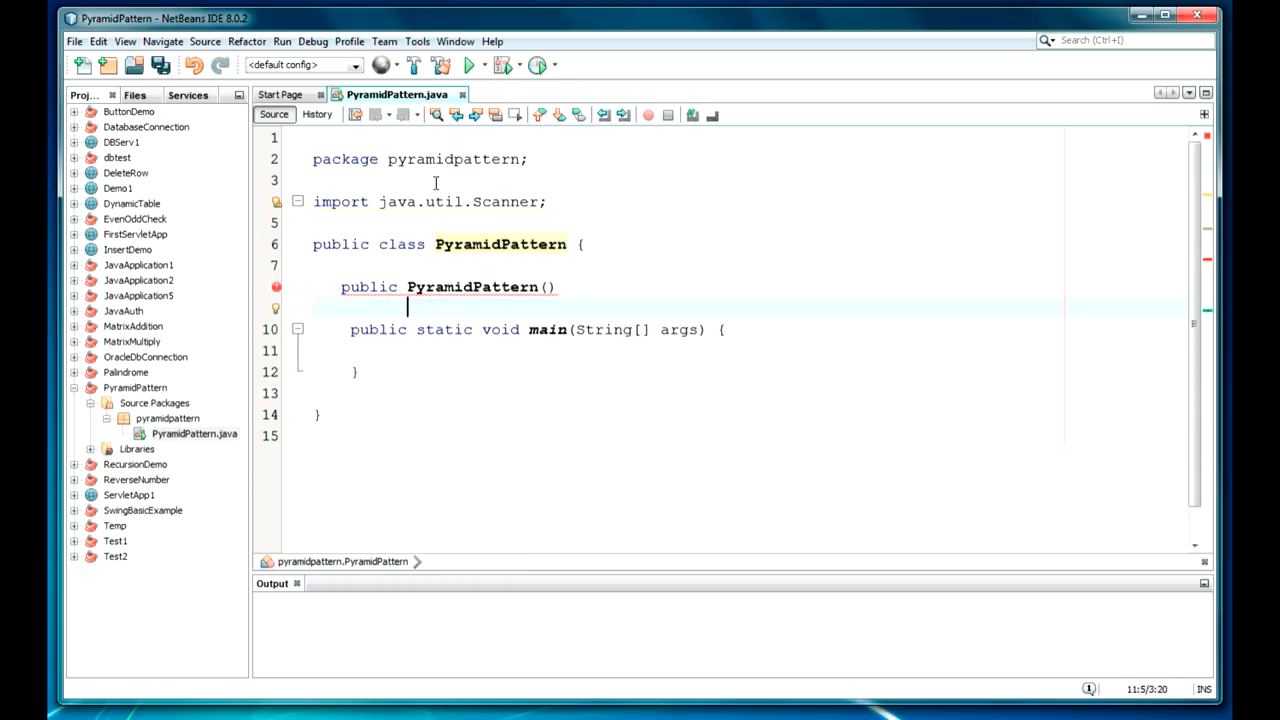 PyramidPattern - NetBeans IDE 8.0.2
File Edit View Navigate Source Refactor Run Debug Profile Team Tools Window Help
Search (Ctrl+I)
<default config>
Proj... Files Services
Start Page PyramidPattern.java
Source History
ButtonDemo
DatabaseConnection
DBServ1
dbtest
DeleteRow
Demo1
DynamicTable
EvenOddCheck
FirstServletApp
InsertDemo
JavaApplication1
JavaApplication2
JavaApplication5
JavaAuth
MatrixAddition
MatrixMultiply
OracleDbConnection
Palindrome
PyramidPattern
Source Packages
pyramidpattern
PyramidPattern.java
Libraries
RecursionDemo
ReverseNumber
ServletApp1
SwingBasicExample
Temp
Test1
Test2
1
2 package pyramidpattern;
3
import java.util.Scanner;
5
6 public class PyramidPattern {
7
public PyramidPattern()
10 public static void main(String[] args) {
11
12 }
13
14 }
15
pyramidpattern.PyramidPattern
Output
1 11:5/3:20 INS